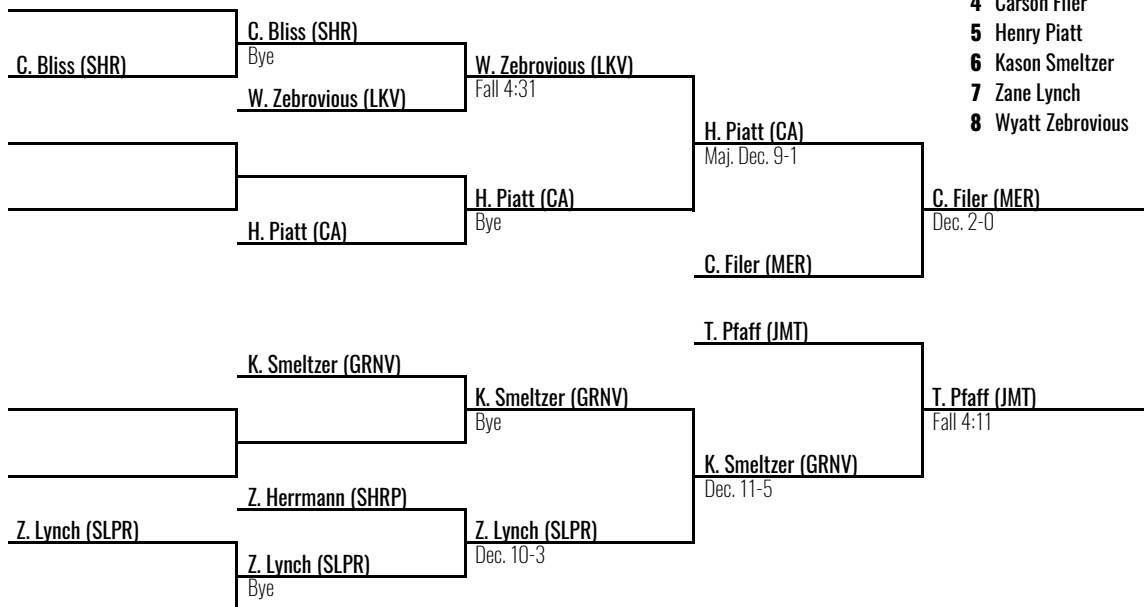 4 Carson Filer
5 Henry Piatt
6 Kason Smeltzer
7 Zane Lynch
8 Wyatt Zebrovious
C. Bliss (SHR)
Bye
C. Bliss (SHR)
W. Zebrovious (LKV)
Fall 4:31
W. Zebrovious (LKV)
H. Piatt (CA)
Maj. Dec. 9-1
H. Piatt (CA)
Bye
H. Piatt (CA)
C. Filer (MER)
Dec. 2-0
C. Filer (MER)
T. Pfaff (JMT)
K. Smeltzer (GRNV)
K. Smeltzer (GRNV)
Bye
T. Pfaff (JMT)
Fall 4:11
K. Smeltzer (GRNV)
Dec. 11-5
Z. Herrmann (SHRP)
Z. Lynch (SLPR)
Z. Lynch (SLPR)
Dec. 10-3
Z. Lynch (SLPR)
Bye